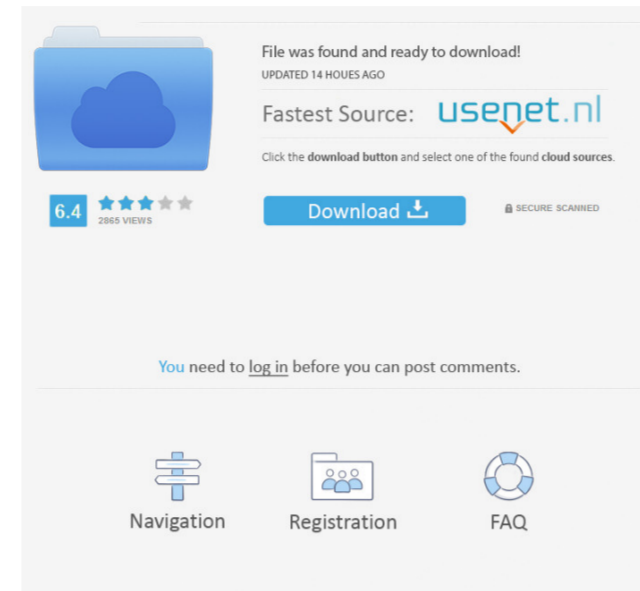 File was found and ready to download!
UPDATED 14 HOUES AGO
Fastest Source: usenet.nl
Click the download button and select one of the found cloud sources.
6.4
2865 VIEWS
Download
SECURE SCANNED
You need to log in before you can post comments.
Navigation
Registration
FAQ